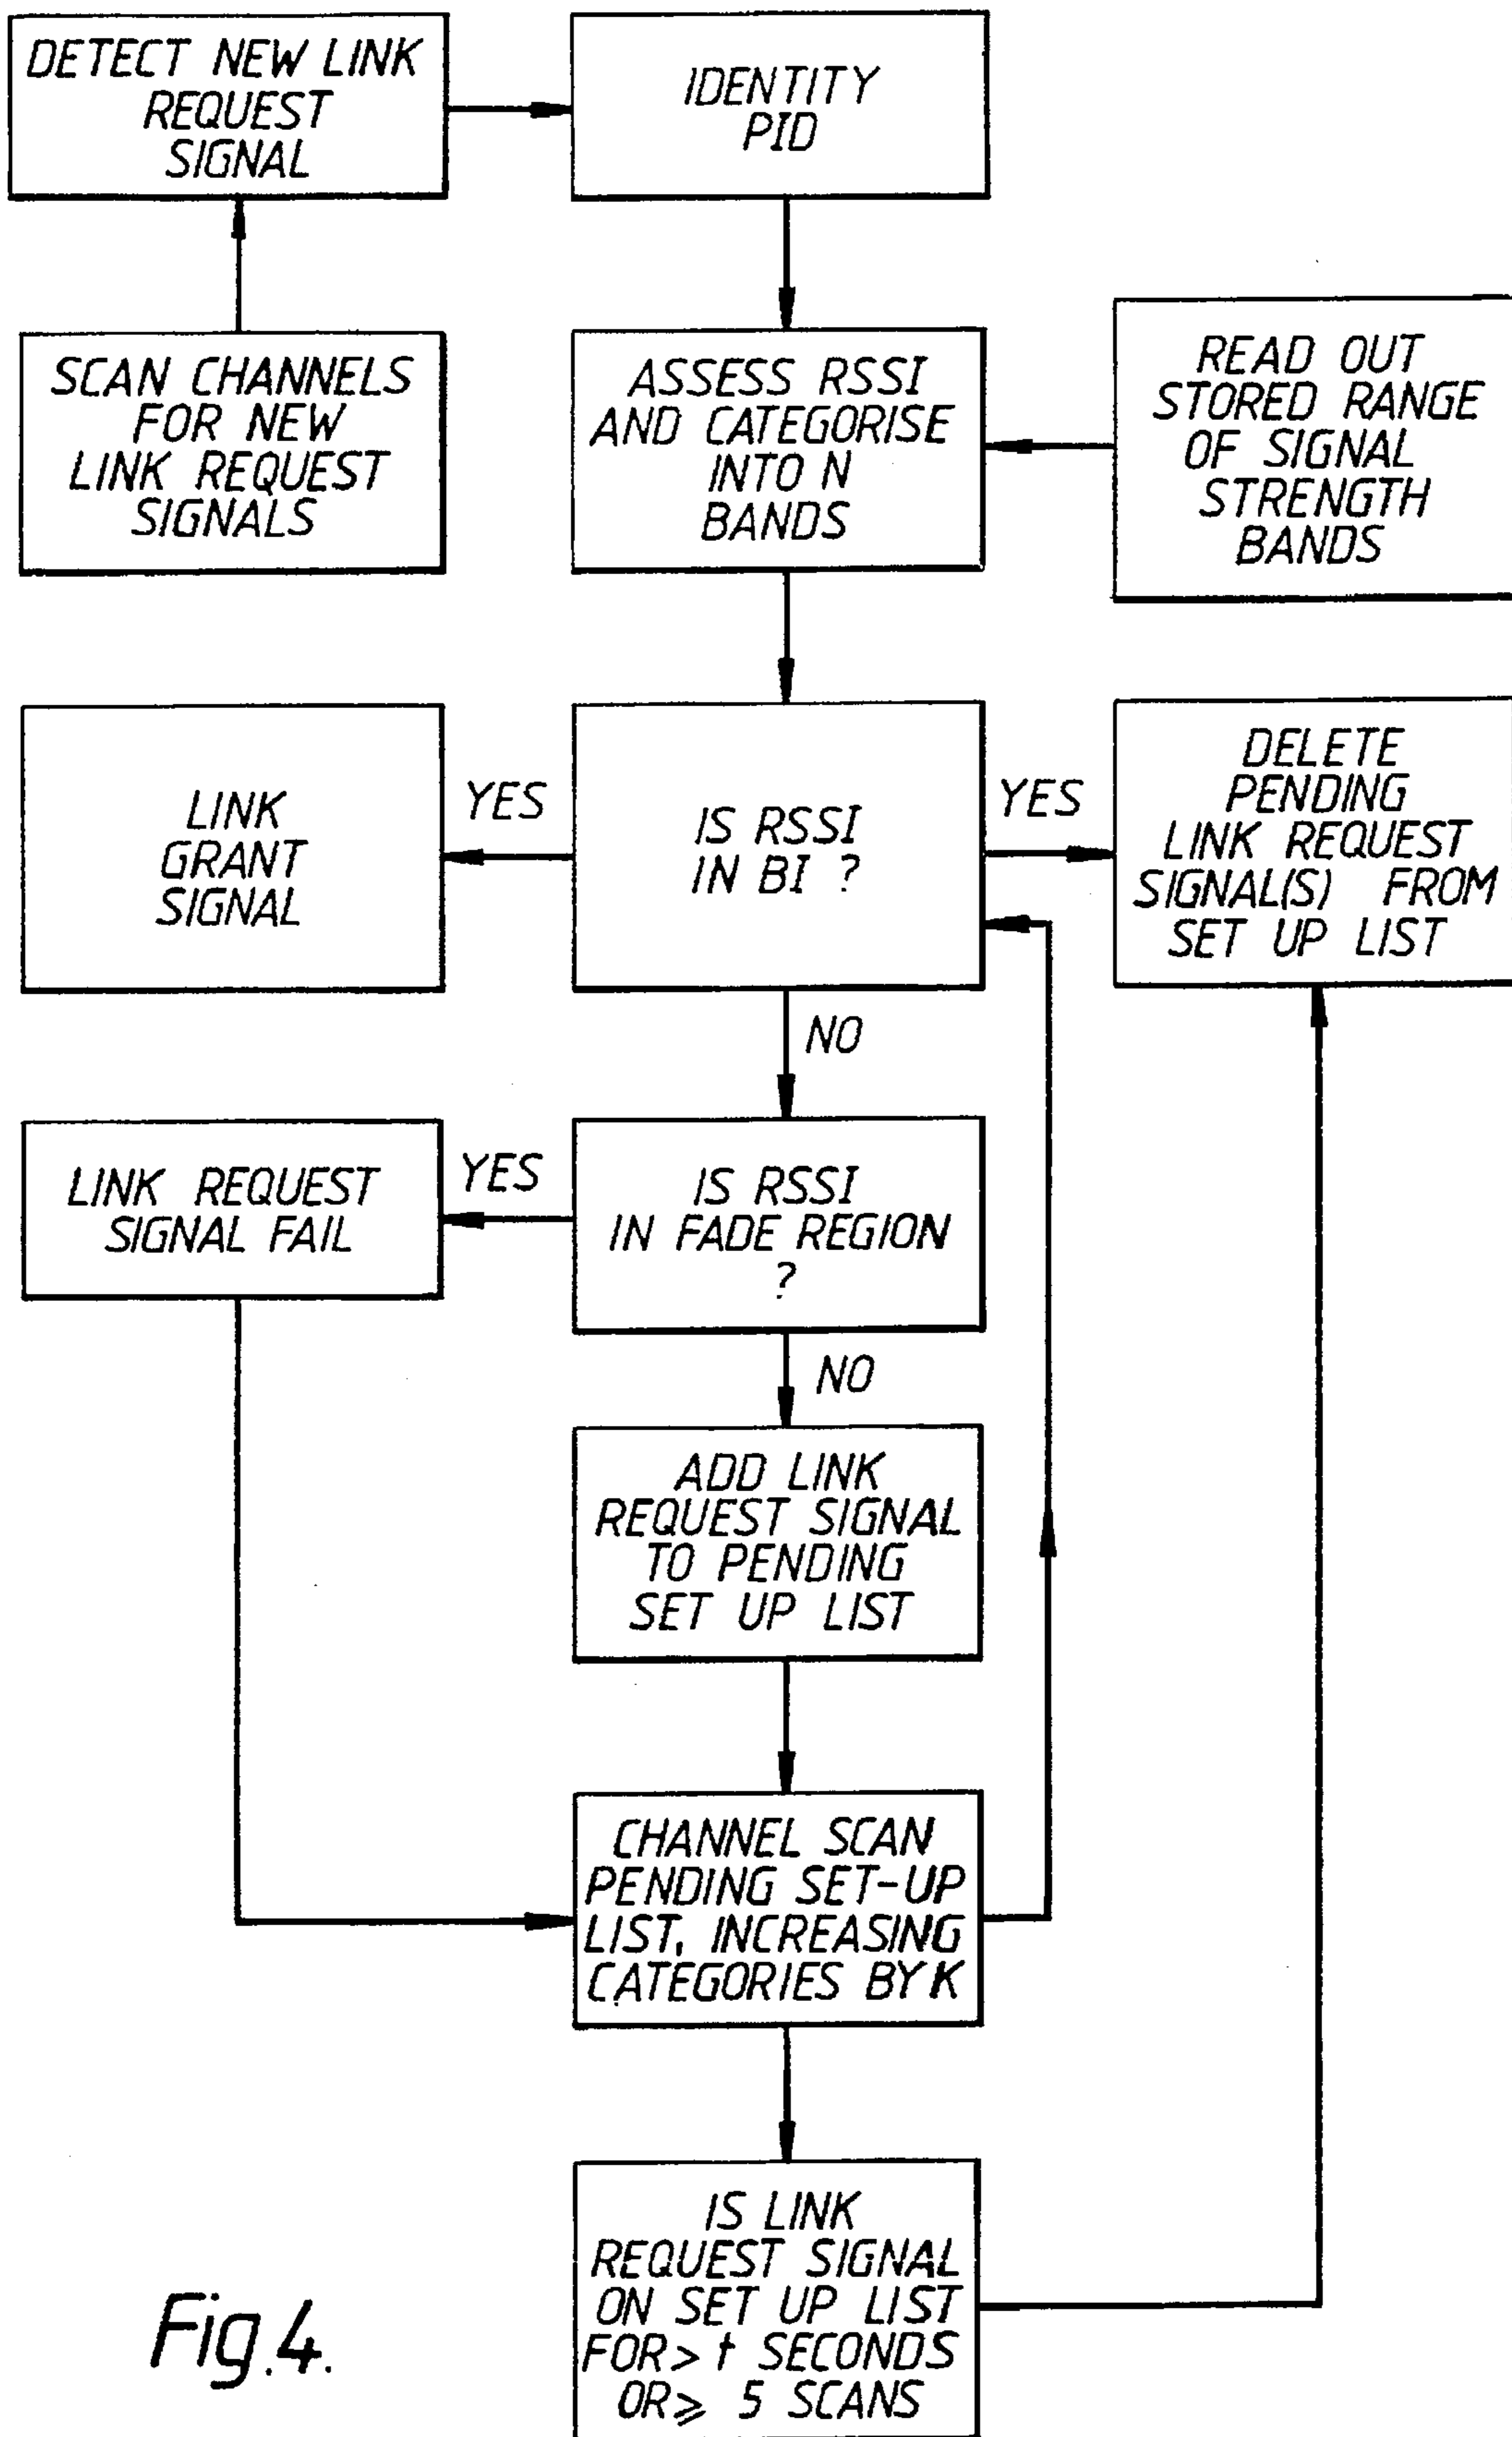 DETECT NEW LINK
REQUEST
SIGNAL
IDENTITY
PID
SCAN CHANNELS
FOR NEW
LINK REQUEST
SIGNALS
ASSESS RSSI
AND CATEGORISE
INTO N
BANDS
READ OUT
STORED RANGE
OF SIGNAL
STRENGTH
BANDS
LINK
GRANT
SIGNAL
YES
IS RSSI
IN BI ?
YES
DELETE
PENDING
LINK REQUEST
SIGNAL(S) FROM
SET UP LIST
NO
LINK REQUEST
SIGNAL FAIL
YES
IS RSSI
IN FADE REGION
?
NO
ADD LINK
REQUEST SIGNAL
TO PENDING
SET UP LIST
CHANNEL SCAN
PENDING SET-UP
LIST, INCREASING
CATEGORIES BY K
IS LINK
REQUEST SIGNAL
ON SET UP LIST
FOR > t SECONDS
OR ⩾ 5 SCANS
Fig.4.